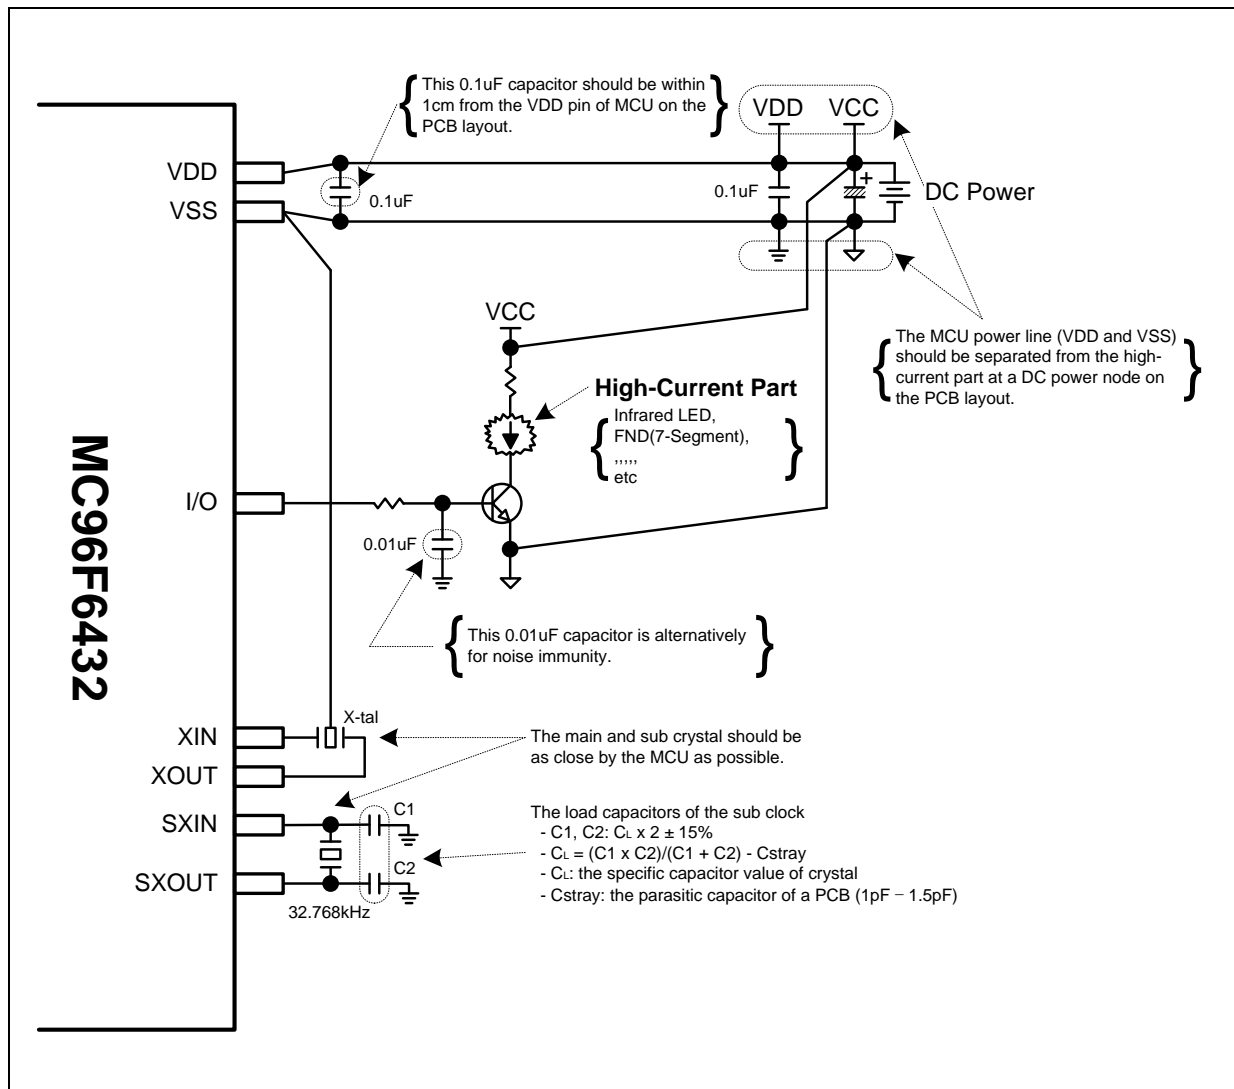 This 0.1uF capacitor should be within
1cm from the VDD pin of MCU on the
PCB layout.
VDD VCC
VDD
0.1uF
0.1uF
+
DC Power
VSS
VCC
The MCU power line (VDD and VSS)
should be separated from the high-
current part at a DC power node on
the PCB layout.
High-Current Part
Infrared LED,
FND(7-Segment),
,,,,,
etc
MC96F6432
I/O
0.01uF
This 0.01uF capacitor is alternatively
for noise immunity.
XIN
X-tal
XOUT
The main and sub crystal should be
as close by the MCU as possible.
SXIN
C1
SXOUT
C2
32.768kHz
The load capacitors of the sub clock
- C1, C2: CL x 2 ± 15%
- CL = (C1 x C2)/(C1 + C2) - Cstray
- CL: the specific capacitor value of crystal
- Cstray: the parasitic capacitor of a PCB (1pF – 1.5pF)